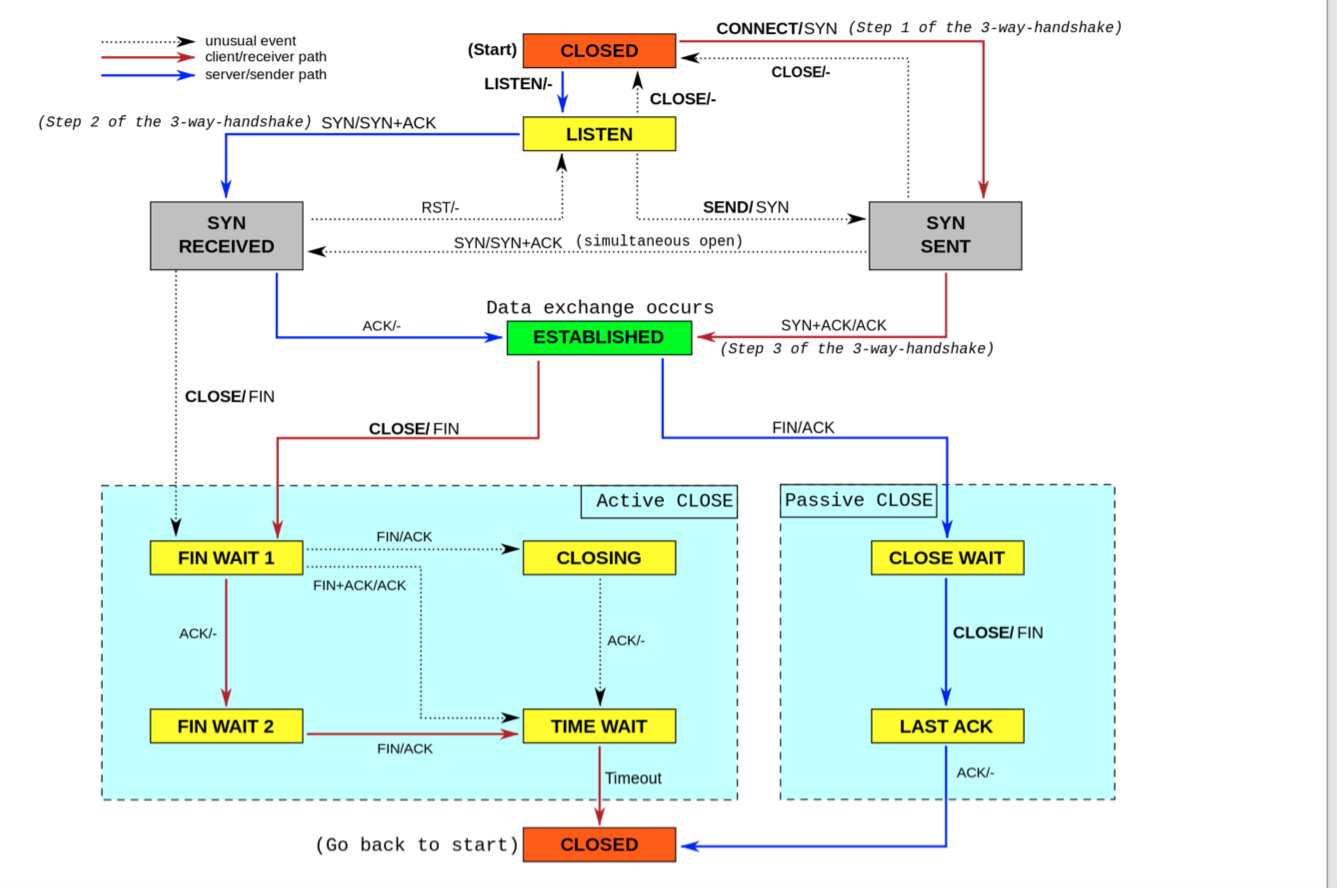 CONNECT/SYN (Step 1 of the 3-way-handshake)
unusual event
client/receiver path
server/sender path
(Start)
CLOSED
CLOSE/-
LISTEN/-
CLOSE/-
(Step 2 of the 3-way-handshake) SYN/SYN+ACK
LISTEN
RST/-
SEND/ SYN
SYN
RECEIVED
SYN
SENT
SYN/SYN+ACK (simultaneous open)
Data exchange occurs
ACK/-
ESTABLISHED
SYN+ACK/ACK
(Step 3 of the 3-way-handshake)
CLOSE/ FIN
CLOSE/ FIN
FIN/ACK
Active CLOSE
Passive CLOSE
FIN WAIT 1
FIN/ACK
CLOSING
CLOSE WAIT
FIN+ACK/ACK
ACK/-
ACK/-
CLOSE/ FIN
FIN WAIT 2
TIME WAIT
LAST ACK
FIN/ACK
Timeout
ACK/-
(Go back to start)
CLOSED